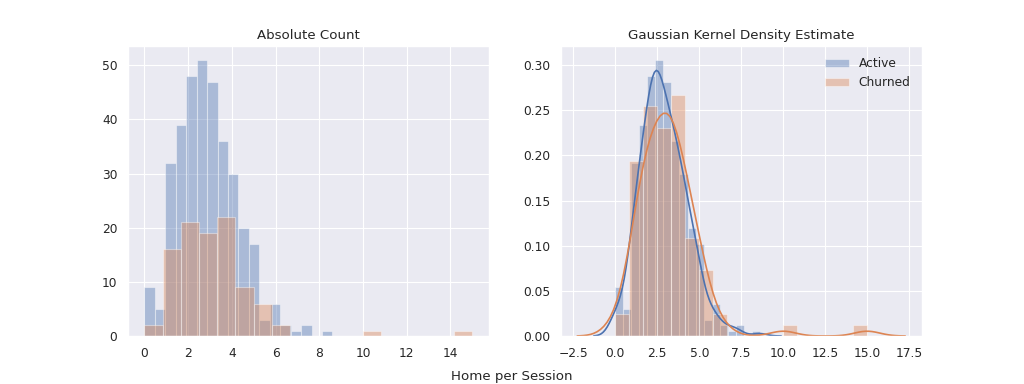 Absolute Count
50
40
30
20
10
0
0 2 4 6 8 10 12 14
Gaussian Kernel Density Estimate
Active
Churned
0.30
0.25
0.20
0.15
0.10
0.05
0.00
−2.5 0.0 2.5 5.0 7.5 10.0 12.5 15.0 17.5
Home per Session